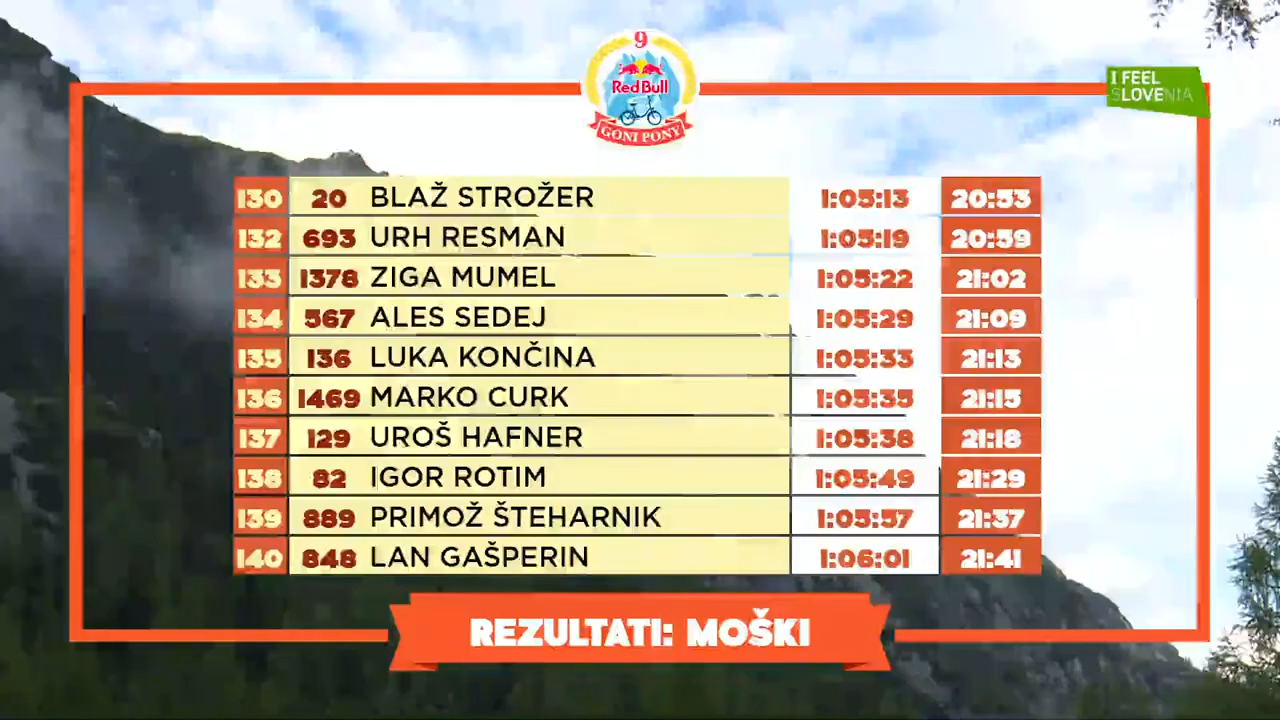 9
Red Bull
GONI PONY
I FEEL
SLOVENIA
130 20 BLAŽ STROŽER 1:05:13 20:53
132 693 URH RESMAN 1:05:19 20:59
133 1378 ZIGA MUMEL 1:05:22 21:02
134 567 ALES SEDEJ 1:05:29 21:09
135 136 LUKA KONČINA 1:05:33 21:13
136 1469 MARKO CURK 1:05:35 21:15
137 129 UROŠ HAFNER 1:05:38 21:18
138 82 IGOR ROTIM 1:05:49 21:29
139 889 PRIMOŽ ŠTEHARNIK 1:05:57 21:37
140 848 LAN GAŠPERIN 1:06:01 21:41
REZULTATI: MOŠKI